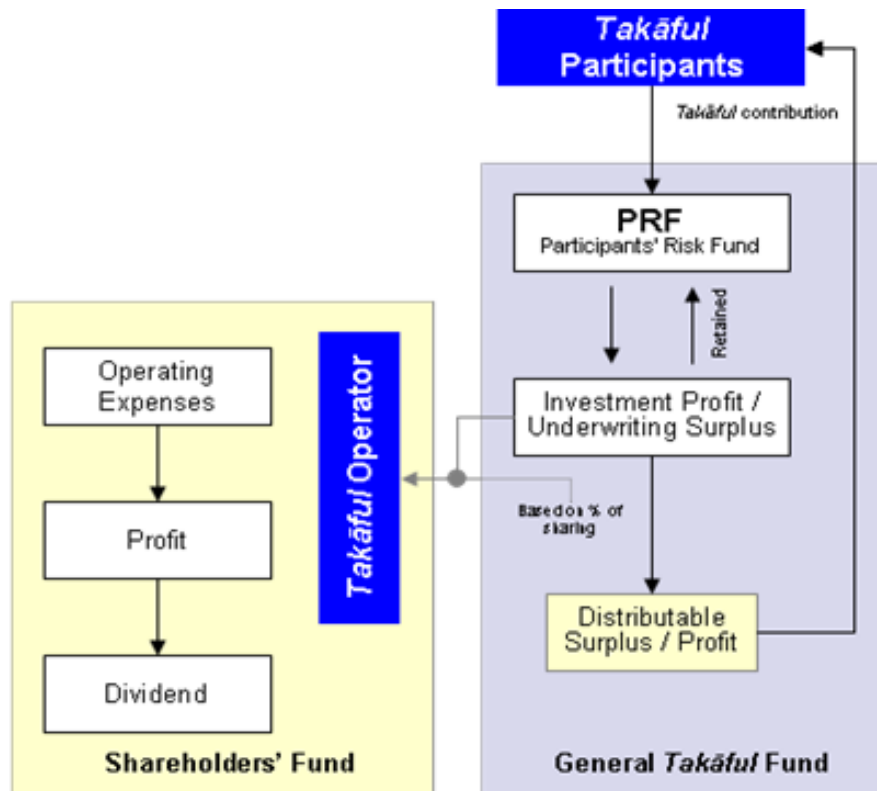 Takāful
Participants
Takāful contribution
PRF
Participants' Risk Fund
Retained
Investment Profit /
Underwriting Surplus
Based on % of
sharing
Distributable
Surplus / Profit
General Takāful Fund
Operating
Expenses
Profit
Dividend
Takāful Operator
Shareholders' Fund